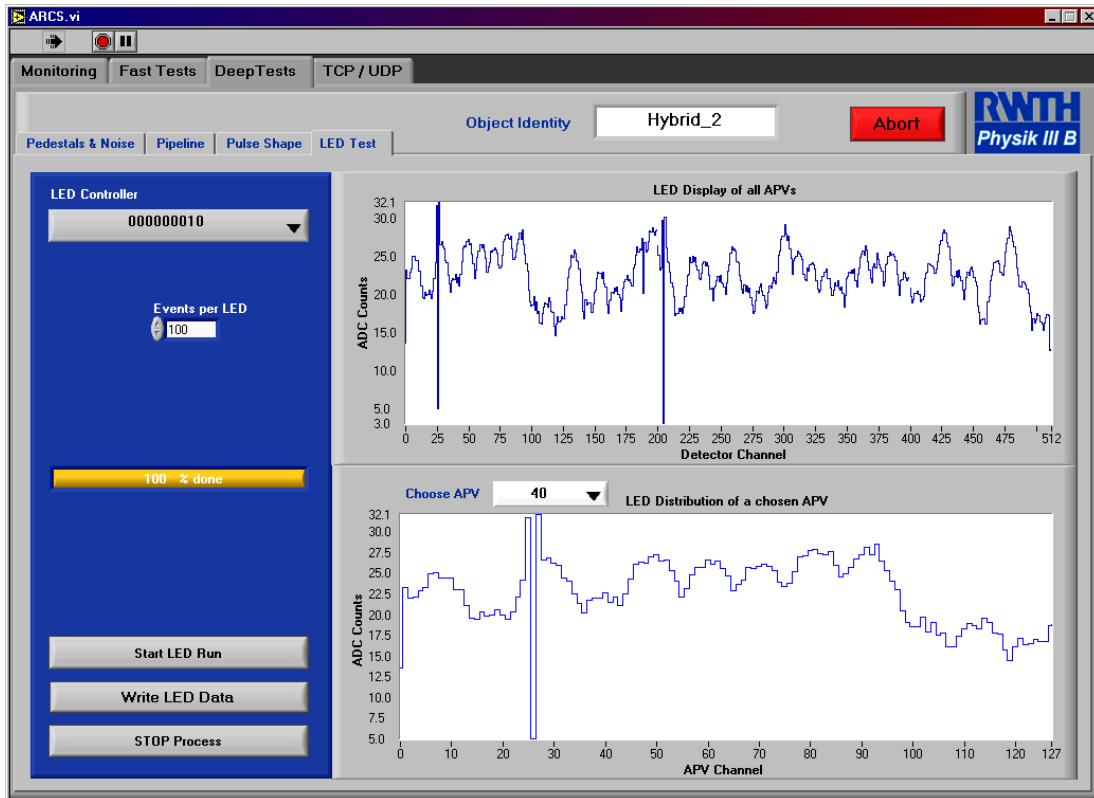 ARCS.vi
Monitoring Fast Tests DeepTests TCP / UDP
Object Identity Hybrid_2 Abort
RWTH
Physik III B
Pedestals & Noise Pipeline Pulse Shape LED Test
LED Controller
000000010
Events per LED
100
100 % done
Start LED Run
Write LED Data
STOP Process
LED Display of all APVs
ADC Counts
32.1
30.0
25.0
20.0
15.0
10.0
5.0
3.0
0 25 50 75 100 125 150 175 200 225 250 275 300 325 350 375 400 425 450 475 512
Detector Channel
Choose APV 40 LED Distribution of a chosen APV
ADC Counts
32.1
30.0
27.5
25.0
22.5
20.0
17.5
15.0
12.5
10.0
7.5
5.0
0 10 20 30 40 50 60 70 80 90 100 110 120 127
APV Channel